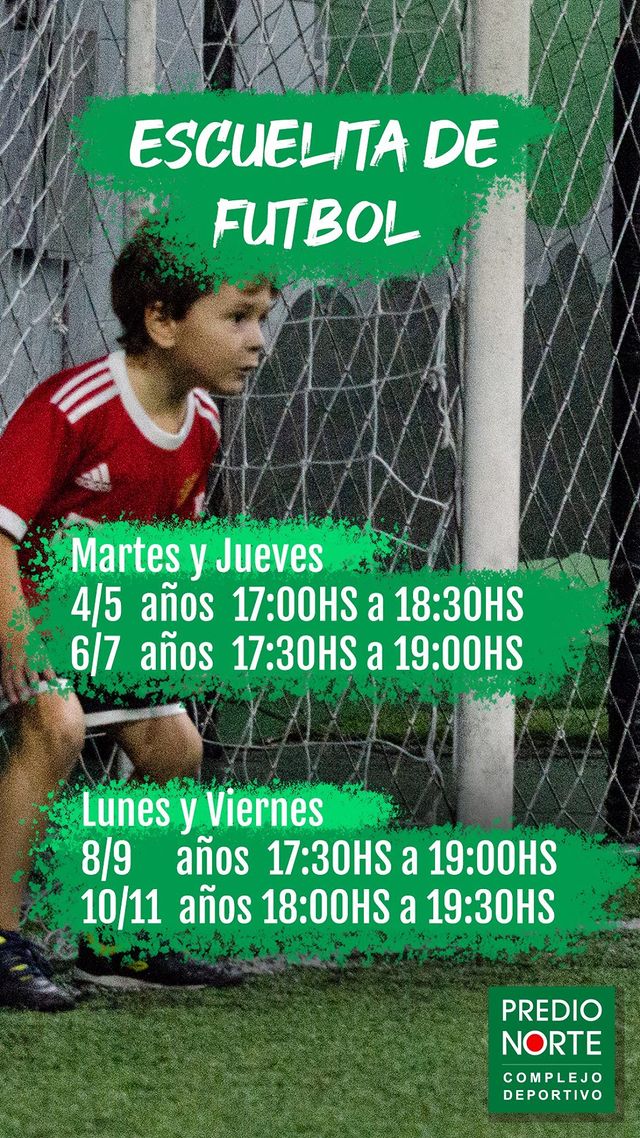 ESCUELITA DE
FUTBOL
Martes y Jueves
4/5 años 17:00HS a 18:30HS
6/7 años 17:30HS a 19:00HS
Lunes y Viernes
8/9 años 17:30HS a 19:00HS
10/11 años 18:00HS a 19:30HS
PREDIO
NORTE
COMPLEJO
DEPORTIVO